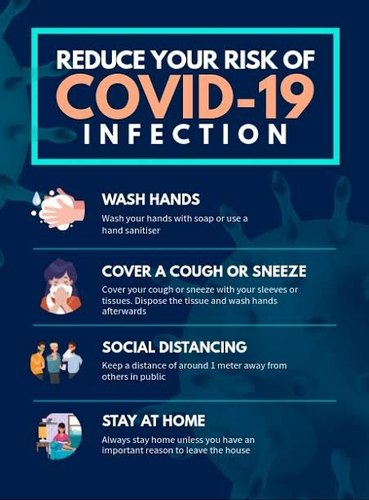 REDUCE YOUR RISK OF
COVID-19
INFECTION
WASH HANDS
Wash your hands with soap or use a
hand sanitiser
COVER A COUGH OR SNEEZE
Cover your cough or sneeze with your sleeves or
tissues. Dispose the tissue and wash hands
afterwards
SOCIAL DISTANCING
Keep a distance of around 1 meter away from
others in public
STAY AT HOME
Always stay home unless you have an
important reason to leave the house